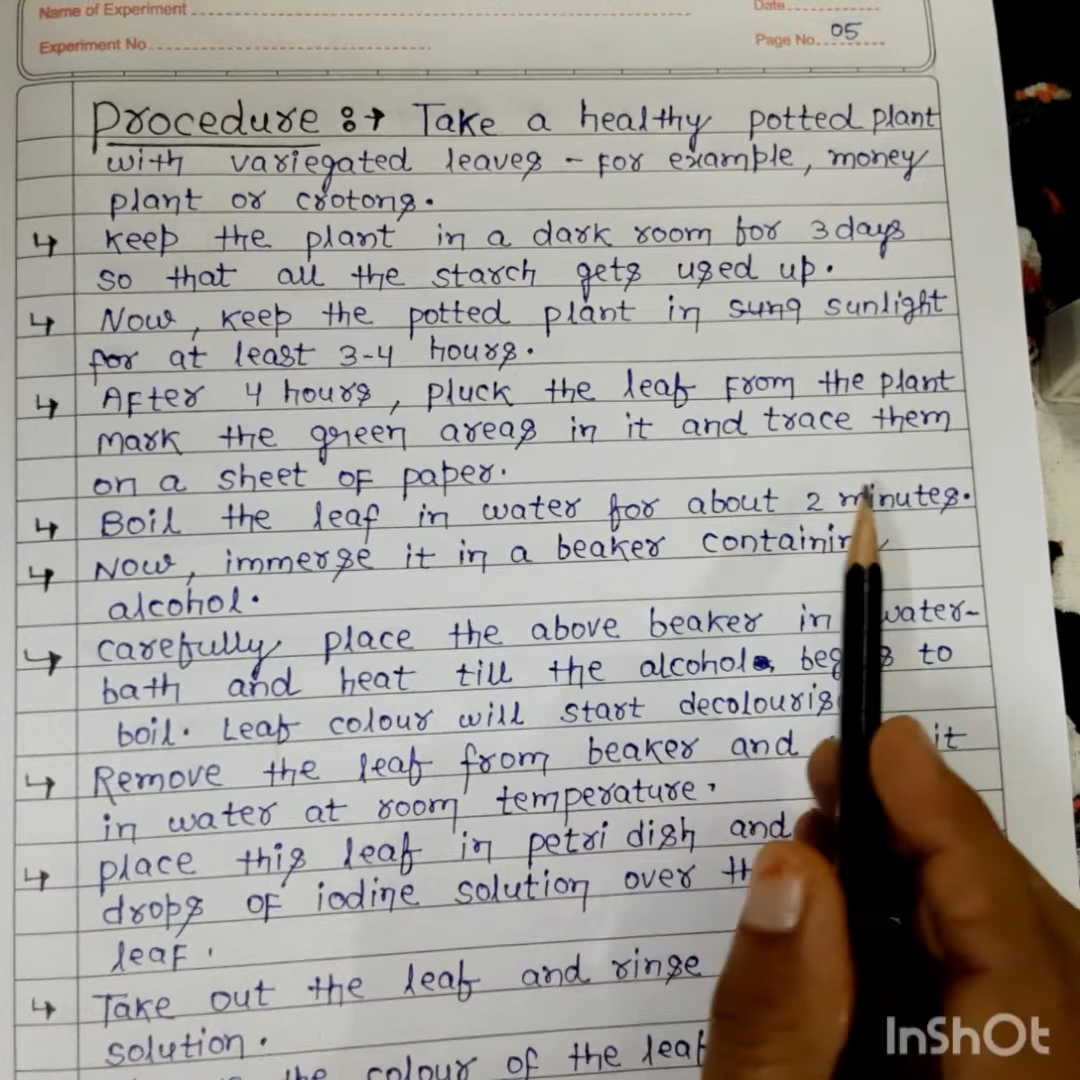 Name of Experiment
Date
Experiment No.
Page No. 05
Procedure :→ Take a healthy potted plant
with variegated leaves - For example, money
plant or crotons.
↳ Keep the plant in a dark room for 3 days
so that all the starch gets used up.
↳ Now, keep the potted plant in sung sunlight
for at least 3-4 hours.
↳ After 4 hours, pluck the leaf From the plant
mark the green areas in it and trace them
on a sheet of paper.
↳ Boil the leaf in water for about 2 minutes.
↳ Now, immerse it in a beaker containin
alcohol.
↳ Carefully place the above beaker in water-
bath and heat till the alcohol to
boil. Leaf colour will start decolouris
↳ Remove the leaf from beaker and it
in water at room temperature.
↳ place this leaf in petri dish and
drops of iodine solution over th
leaf.
↳ Take out the leaf and rinse
solution.
the colour of the leaf
InShOt